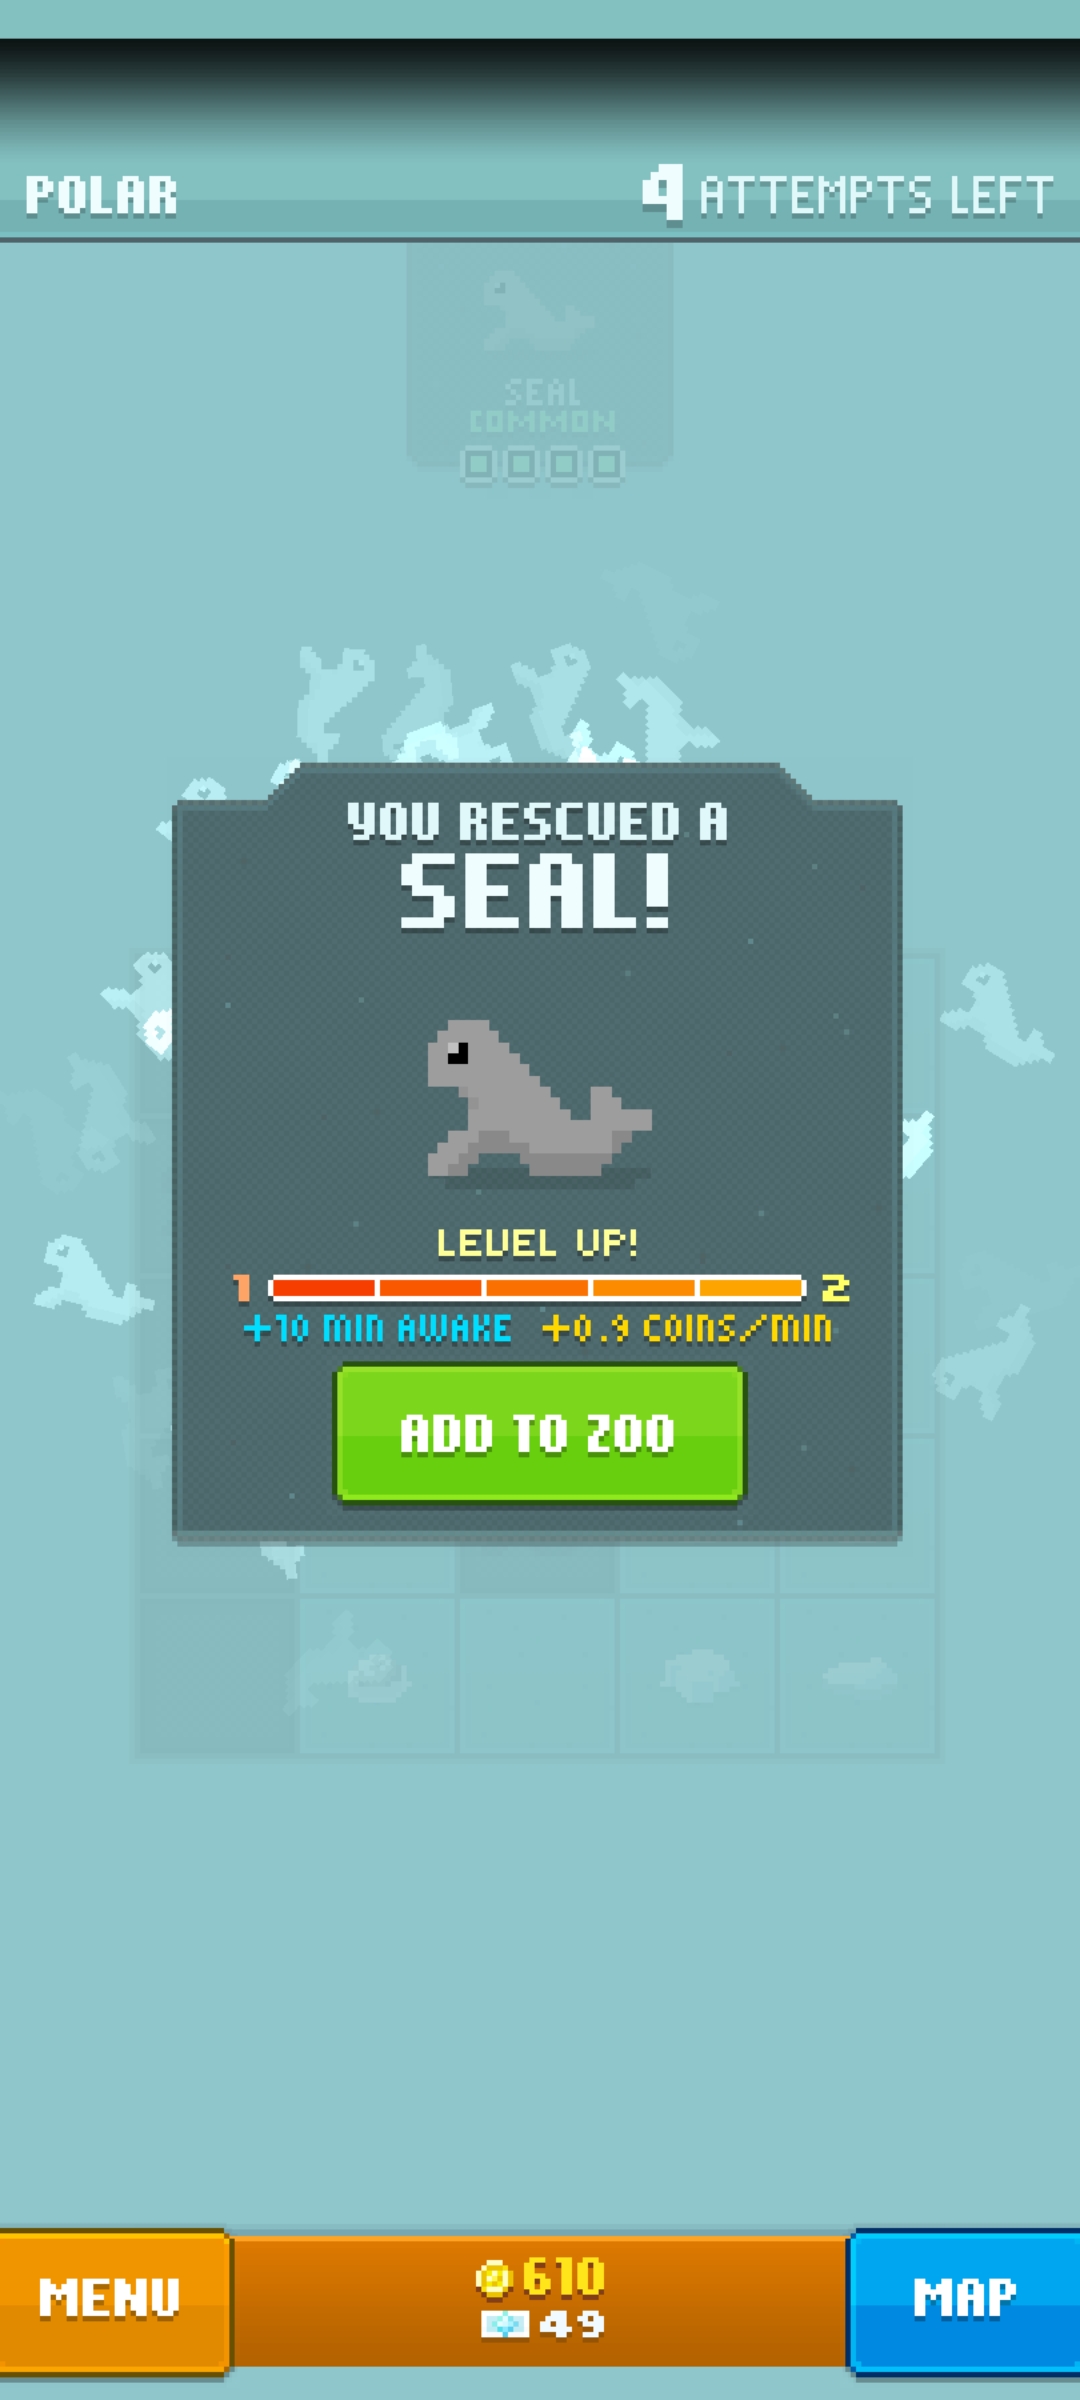 POLAR
4 ATTEMPTS LEFT
SEAL
COMMON
YOU RESCUED A
SEAL!
LEVEL UP!
1 2
+10 MIN AWAKE +0.9 COINS/MIN
ADD TO ZOO
MENU
610
49
MAP